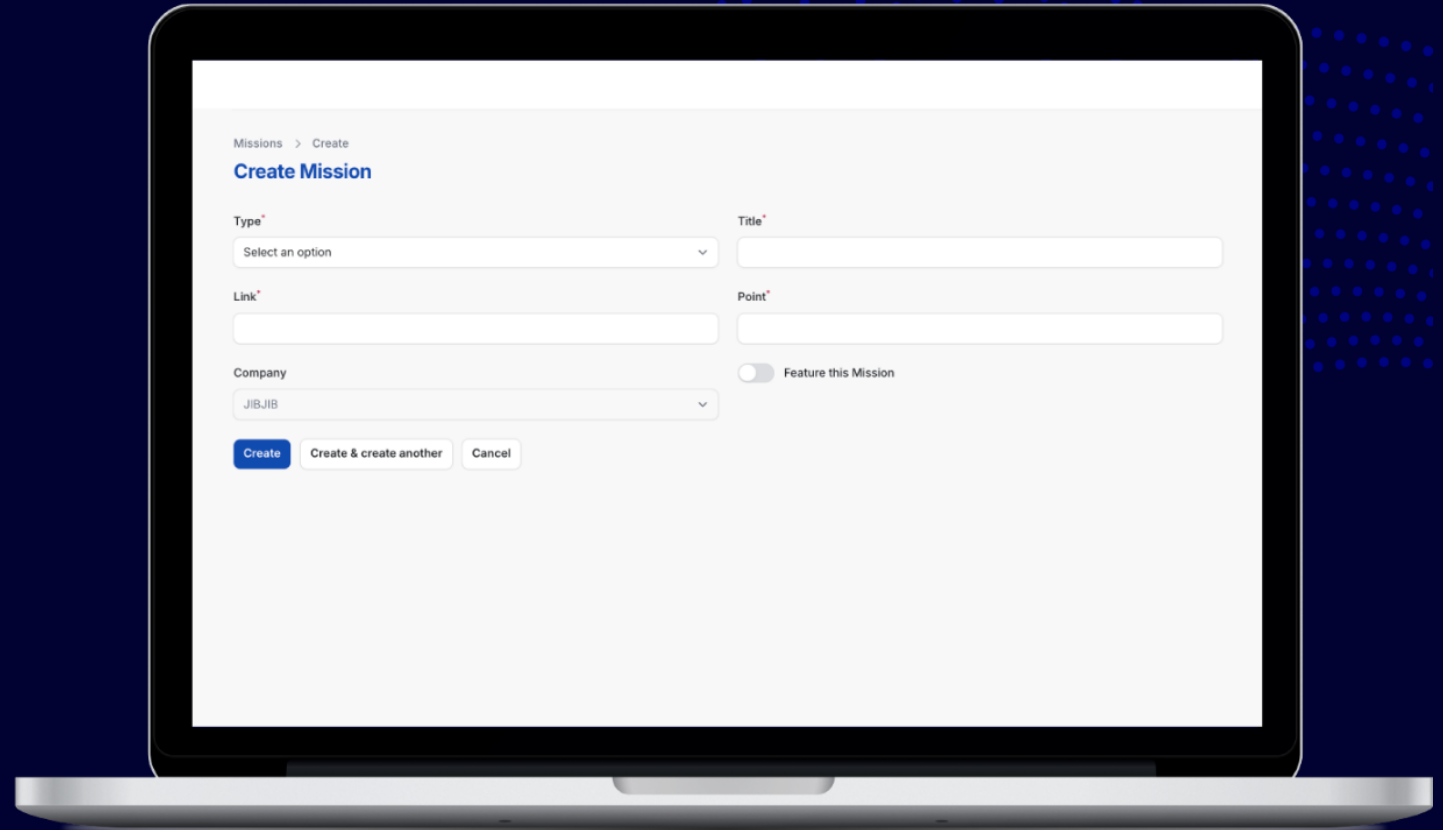 Missions > Create
Create Mission
Type*
Title*
Select an option
Link*
Point*
Company
Feature this Mission
JIBJIB
Create
Create & create another
Cancel